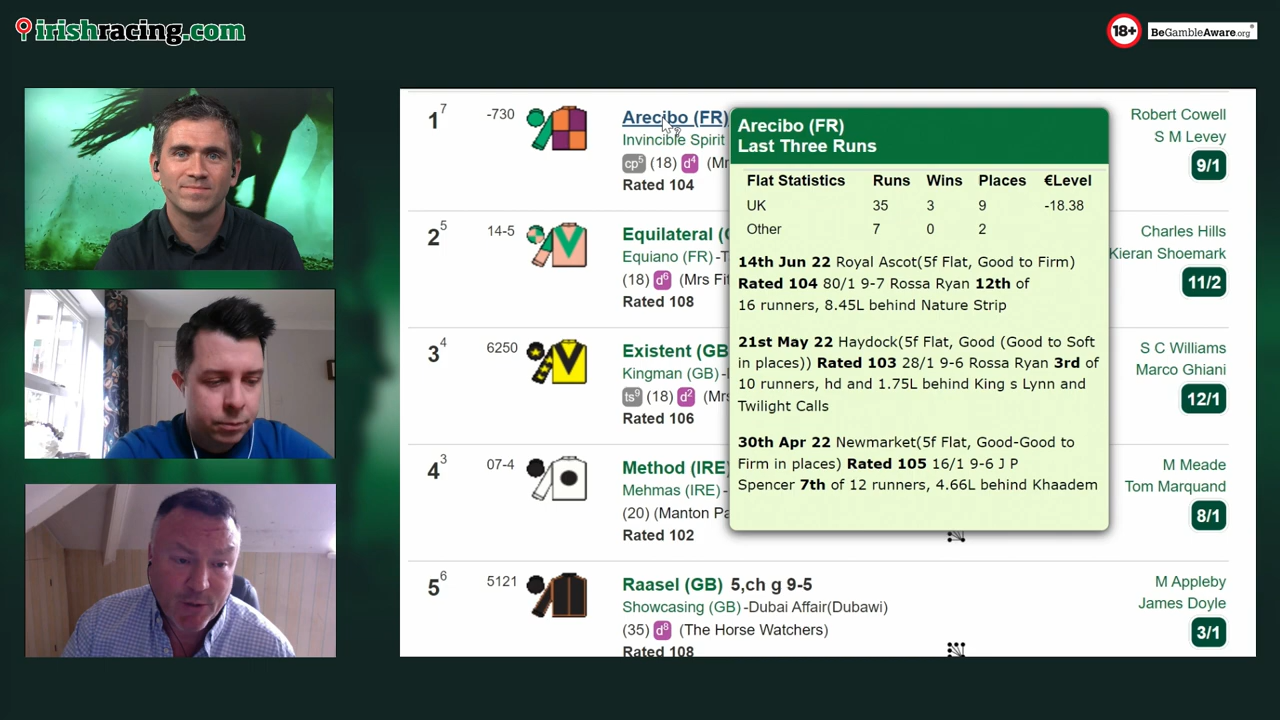 irishracing.com
18+
BeGambleAware.org
1 7
-730
Arecibo (FR)
Invincible Spirit
cp5 (18) d4 (Mr
Rated 104
Robert Cowell
S M Levey
9/1
Arecibo (FR)
Last Three Runs
Flat Statistics Runs Wins Places €Level
UK 35 3 9 -18.38
Other 7 0 2
14th Jun 22 Royal Ascot(5f Flat, Good to Firm)
Rated 104 80/1 9-7 Rossa Ryan 12th of
16 runners, 8.45L behind Nature Strip
21st May 22 Haydock(5f Flat, Good (Good to Soft
in places)) Rated 103 28/1 9-6 Rossa Ryan 3rd of
10 runners, hd and 1.75L behind King s Lynn and
Twilight Calls
30th Apr 22 Newmarket(5f Flat, Good-Good to
Firm in places) Rated 105 16/1 9-6 J P
Spencer 7th of 12 runners, 4.66L behind Khaadem
2 5
14-5
Equilateral (
Equiano (FR)-T
(18) d6 (Mrs Fi
Rated 108
Charles Hills
Kieran Shoemark
11/2
3 4
6250
Existent (GB
Kingman (GB)-
ts9 (18) d2 (Mrs
Rated 106
S C Williams
Marco Ghiani
12/1
4 3
07-4
Method (IRE)
Mehmas (IRE)-
(20) (Manton Pa
Rated 102
M Meade
Tom Marquand
8/1
5 6
5121
Raasel (GB) 5,ch g 9-5
Showcasing (GB)-Dubai Affair(Dubawi)
(35) d8 (The Horse Watchers)
Rated 108
M Appleby
James Doyle
3/1